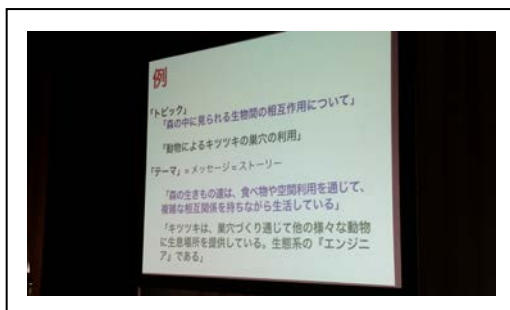 例
「トピック」
「森の中に見られる生物間の相互作用について」
「動物によるキツツキの巣穴の利用」
「テーマ」=メッセージ=ストーリー
「森の生きもの達は、食べ物や空間利用を通じて、
複雑な相互関係を持ちながら生活している」
「キツツキは、巣穴づくり通じて他の様々な動物
に生息場所を提供している。生態系の『エンジニ
ア』である」